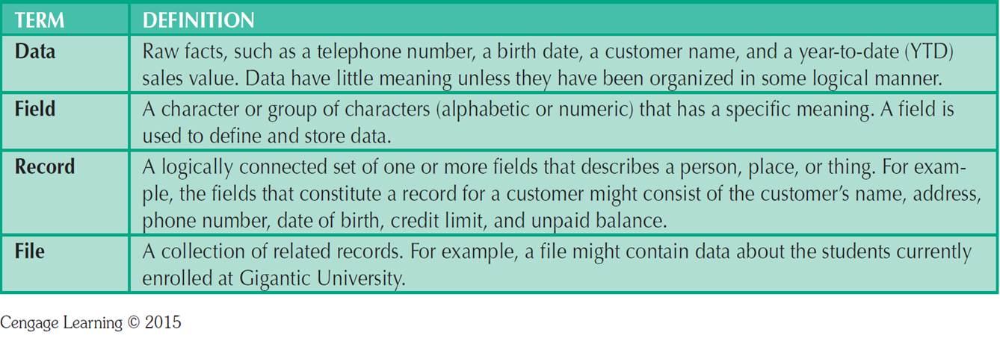 TERM DEFINITION
Data Raw facts, such as a telephone number, a birth date, a customer name, and a year-to-date (YTD)
sales value. Data have little meaning unless they have been organized in some logical manner.
Field A character or group of characters (alphabetic or numeric) that has a specific meaning. A field is
used to define and store data.
Record A logically connected set of one or more fields that describes a person, place, or thing. For exam-
ple, the fields that constitute a record for a customer might consist of the customer’s name, address,
phone number, date of birth, credit limit, and unpaid balance.
File A collection of related records. For example, a file might contain data about the students currently
enrolled at Gigantic University.
Cengage Learning © 2015